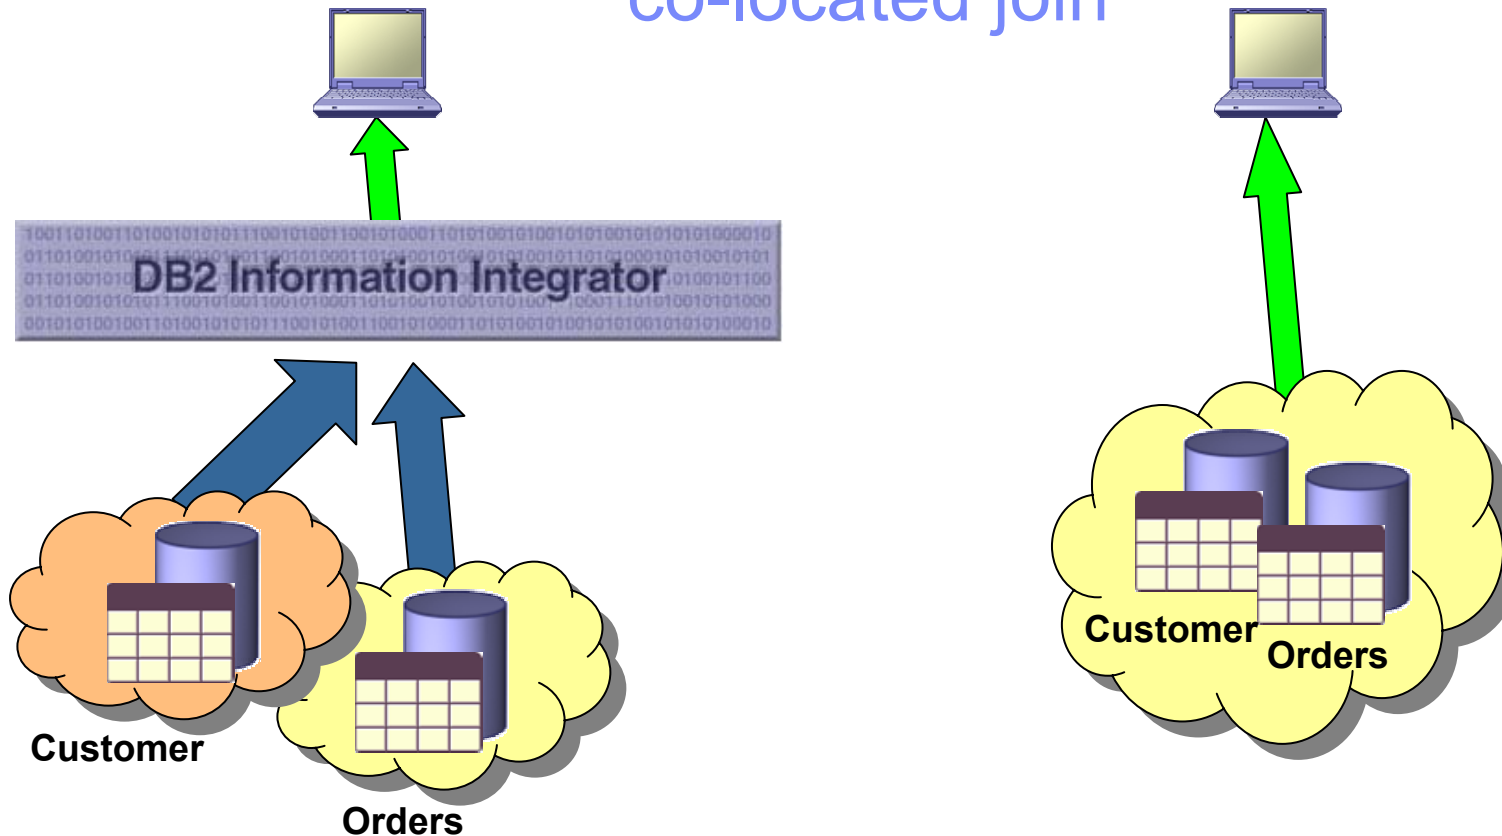 co-located join
DB2 Information Integrator
Customer
Orders
Customer
Orders